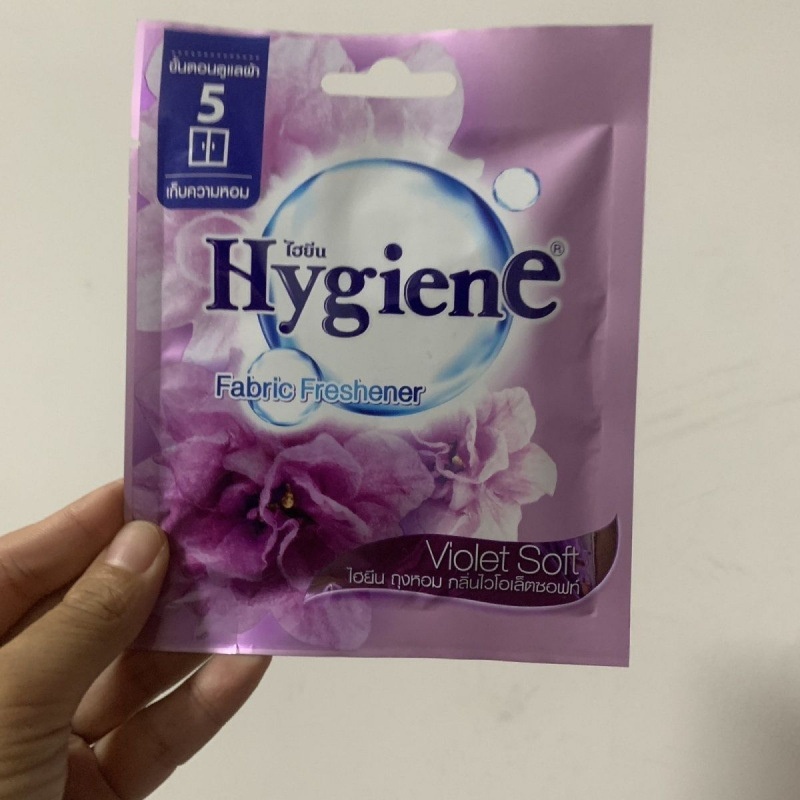 ขั้นตอนดูแลผ้า
5
เก็บความหอม
ไฮยีน
Hygiene®
Fabric Freshener
Violet Soft
ไฮยีน ถุงหอม กลิ่นไวโอเล็ตซอฟท์